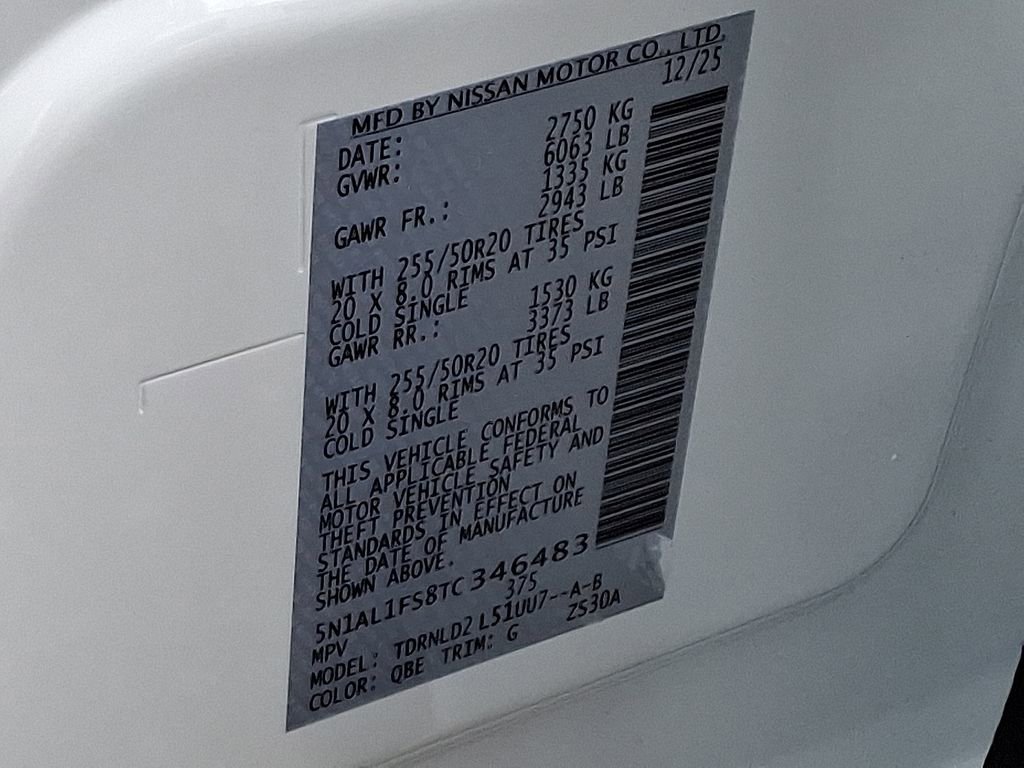 MFD BY NISSAN MOTOR CO., LTD.
DATE: 12/25
GVWR: 2750 KG
6063 LB
GAWR FR.: 1335 KG
2943 LB
WITH 255/50R20 TIRES
20 X 8.0 RIMS AT 35 PSI
COLD SINGLE
GAWR RR.: 1530 KG
3373 LB
WITH 255/50R20 TIRES
20 X 8.0 RIMS AT 35 PSI
COLD SINGLE
THIS VEHICLE CONFORMS TO
ALL APPLICABLE FEDERAL
MOTOR VEHICLE SAFETY AND
THEFT PREVENTION
STANDARDS IN EFFECT ON
THE DATE OF MANUFACTURE
SHOWN ABOVE.
5N1AL1FS8TC346483
MPV 375
MODEL: TDRNLD2 L51UU7--A-B
COLOR: QBE TRIM: G ZS30A